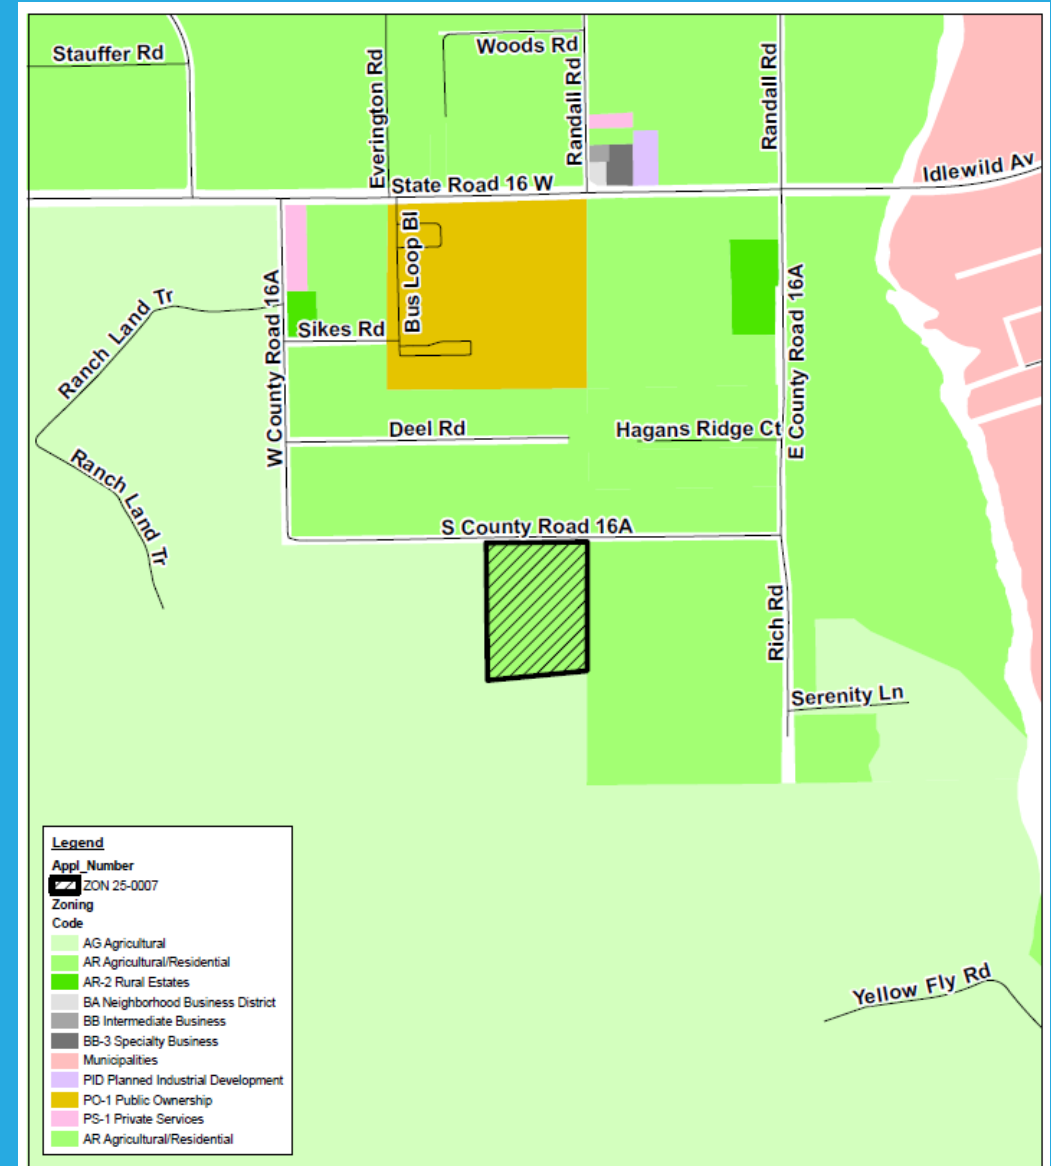 Woods Rd
Stauffer Rd
Everington Rd
Randall Rd
Randall Rd
Idlewild Av
State Road 16 W
Bus Loop Bl
W County Road 16A
E County Road 16A
Ranch Land Tr
Sikes Rd
Deel Rd
Hagans Ridge Ct
Ranch Land Tr
S County Road 16A
Rich Rd
Serenity Ln
Yellow Fly Rd
Legend
Appl_Number
ZON 25-0007
Zoning
Code
AG Agricultural
AR Agricultural/Residential
AR-2 Rural Estates
BA Neighborhood Business District
BB Intermediate Business
BB-3 Specialty Business
Municipalities
PID Planned Industrial Development
PO-1 Public Ownership
PS-1 Private Services
AR Agricultural/Residential